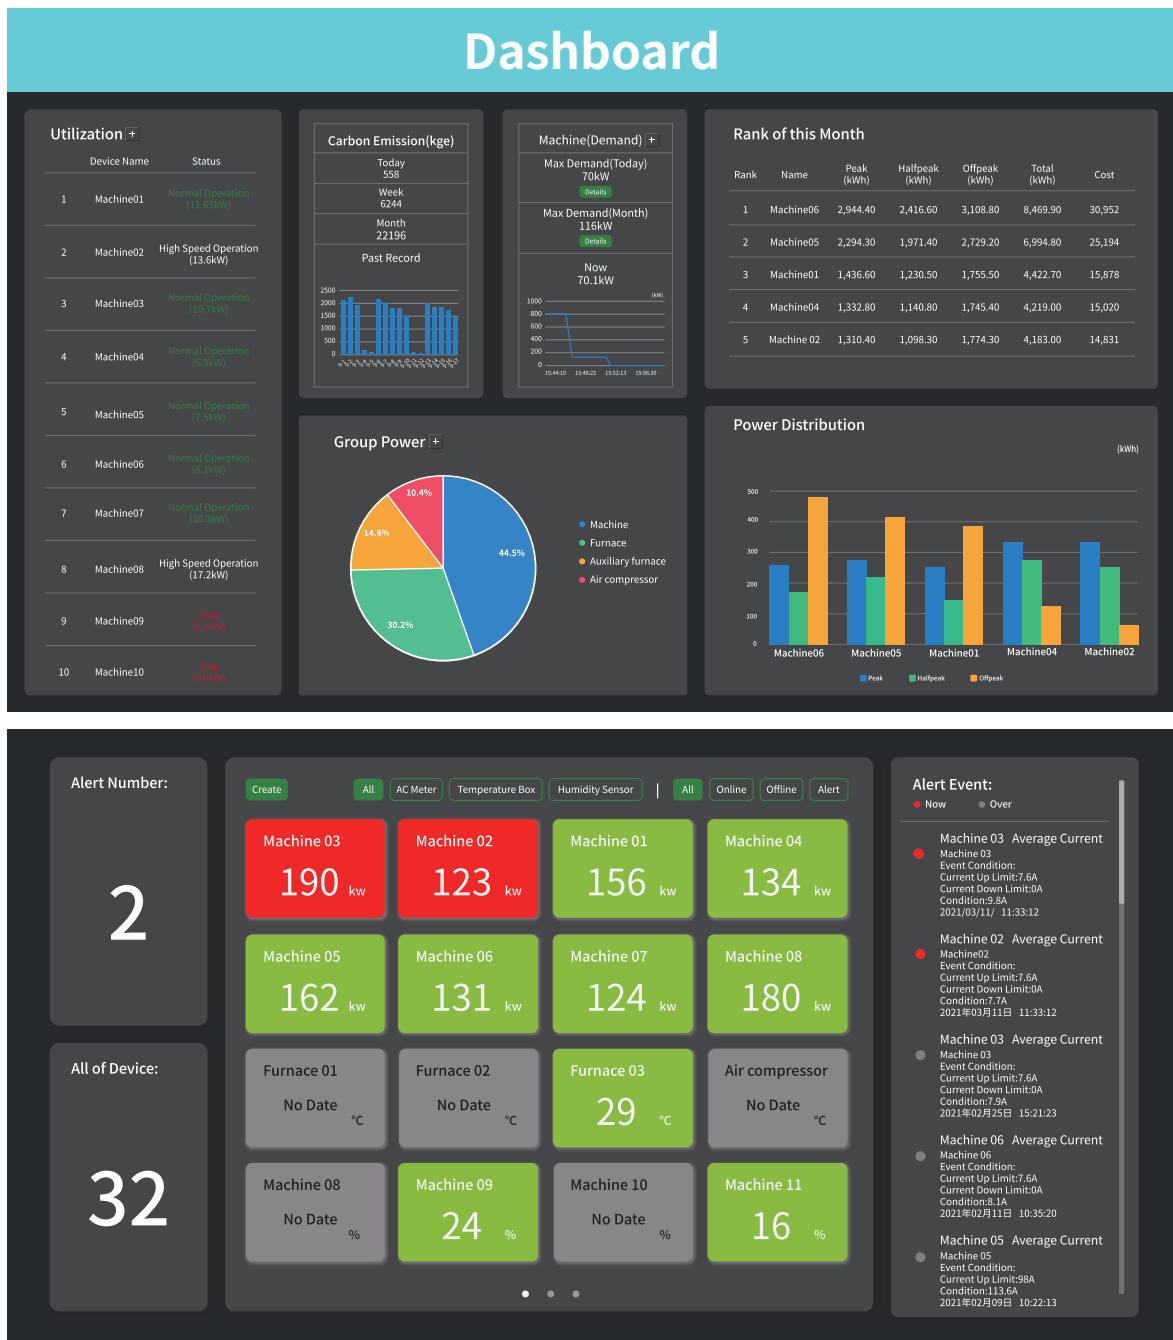 Dashboard
Utilization +
Device Name Status
1 Machine01 Normal Operation (11.65kW)
2 Machine02 High Speed Operation (13.6kW)
3 Machine03 Normal Operation (10.7kW)
4 Machine04 Normal Operation (6.9kW)
5 Machine05 Normal Operation (7.5kW)
6 Machine06 Normal Operation (8.2kW)
7 Machine07 Normal Operation (10.3kW)
8 Machine08 High Speed Operation (17.2kW)
9 Machine09 Stop (0.0kW)
10 Machine10 Stop (0.0kW)
Carbon Emission(kge)
Today
558
Week
6244
Month
22196
Past Record
2500
2000
1500
1000
500
0
Machine(Demand) +
Max Demand(Today)
70kW
Details
Max Demand(Month)
116kW
Details
Now
70.1kW
(kW)
1000
800
600
400
200
0
15:44:15 15:48:22 15:52:13 15:56:30
Group Power +
10.4%
14.8%
44.5%
30.2%
Machine
Furnace
Auxiliary furnace
Air compressor
Rank of this Month
Rank Name Peak (kWh) Halfpeak (kWh) Offpeak (kWh) Total (kWh) Cost
1 Machine06 2,944.40 2,416.60 3,108.80 8,469.90 30,952
2 Machine05 2,294.30 1,971.40 2,729.20 6,994.80 25,194
3 Machine01 1,436.60 1,230.50 1,755.50 4,422.70 15,878
4 Machine04 1,332.80 1,140.80 1,745.40 4,219.00 15,020
5 Machine 02 1,310.40 1,098.30 1,774.30 4,183.00 14,831
Power Distribution
(kWh)
500
400
300
200
100
0
Machine06 Machine05 Machine01 Machine04 Machine02
Peak Halfpeak Offpeak
Alert Number:
2
All of Device:
32
Create All AC Meter Temperature Box Humidity Sensor | All Online Offline Alert
Machine 03 Machine 02 Machine 01 Machine 04
190 kw 123 kw 156 kw 134 kw
Machine 05 Machine 06 Machine 07 Machine 08
162 kw 131 kw 124 kw 180 kw
Furnace 01 Furnace 02 Furnace 03 Air compressor
No Date °C No Date °C 29 °C No Date °C
Machine 08 Machine 09 Machine 10 Machine 11
No Date % 24 % No Date % 16 %
Alert Event:
Now Over
Machine 03 Average Current
Machine 03
Event Condition:
Current Up Limit:7.6A
Current Down Limit:0A
Condition:9.8A
2021/03/11/ 11:33:12
Machine 02 Average Current
Machine02
Event Condition:
Current Up Limit:7.6A
Current Down Limit:0A
Condition:7.7A
2021年03月11日 11:33:12
Machine 03 Average Current
Machine 03
Event Condition:
Current Up Limit:7.6A
Current Down Limit:0A
Condition:7.9A
2021年02月25日 15:21:23
Machine 06 Average Current
Machine 06
Event Condition:
Current Up Limit:7.6A
Current Down Limit:0A
Condition:8.1A
2021年02月11日 10:35:20
Machine 05 Average Current
Machine 05
Event Condition:
Current Up Limit:98A
Condition:113.6A
2021年02月09日 10:22:13